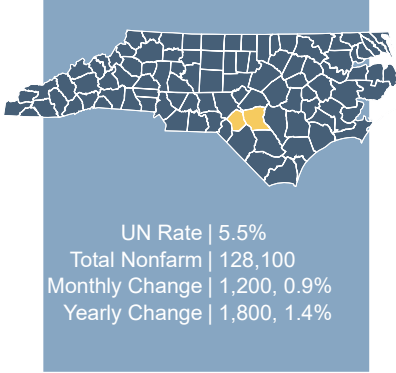 UN Rate | 5.5%
Total Nonfarm | 128,100
Monthly Change | 1,200, 0.9%
Yearly Change | 1,800, 1.4%